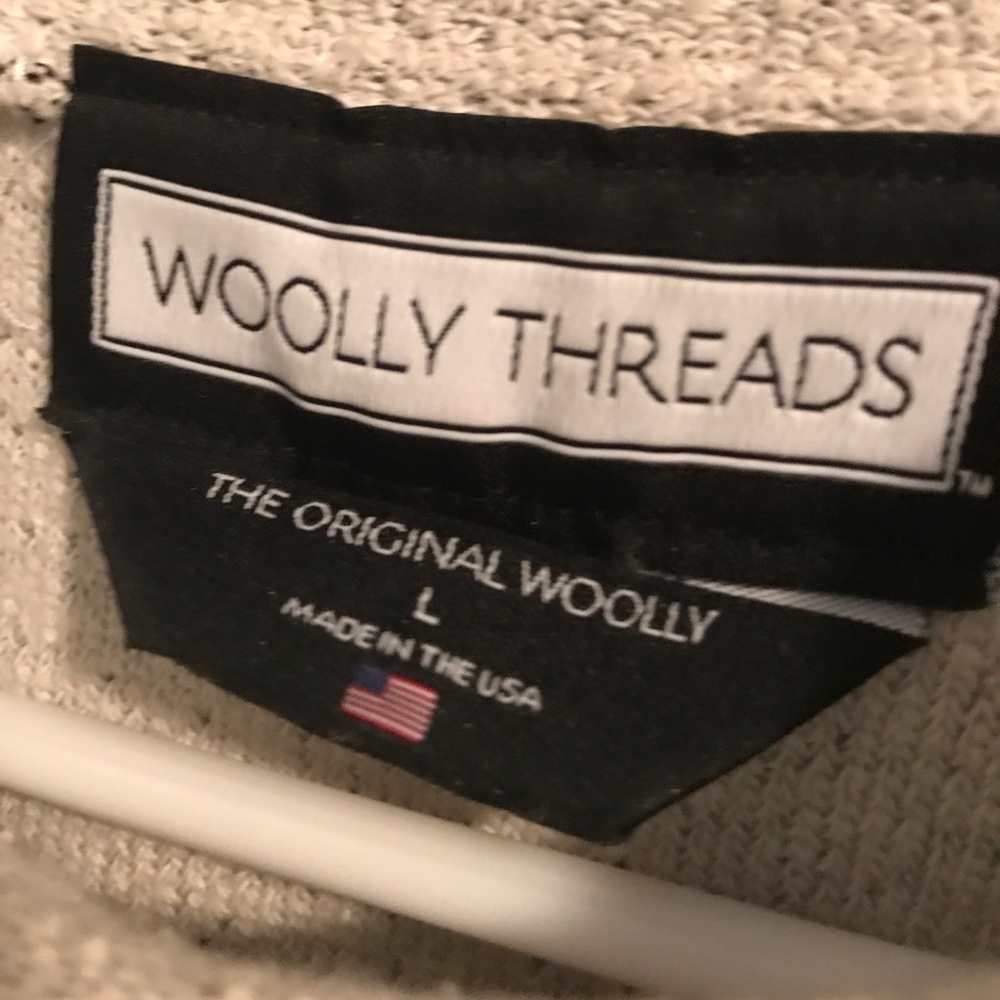 WOOLLY THREADS
TM
THE ORIGINAL WOOLLY
L
MADE IN THE USA